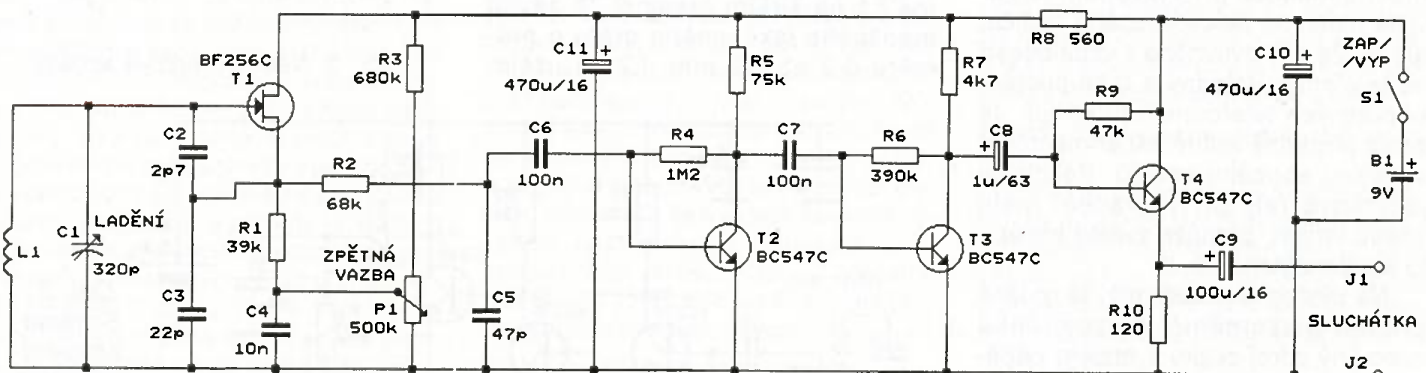 BF256C
T1
R3
680k
C11
+
470u/16
R5
75k
R7
4k7
R8 560
C10
+
470u/16
ZAP/
/VYP
S1
B1
+
9V
C2
2p7
R2
68k
C6
100n
R4
1M2
C7
100n
R6
390k
C8
+
1u/63
R9
47k
T4
BC547C
L1
C1
LADĚNÍ
320p
R1
39k
ZPĚTNÁ
VAZBA
P1
500k
C3
22p
C4
10n
C5
47p
T2
BC547C
T3
BC547C
C9
+
100u/16
R10
120
J1
SLUCHÁTKA
J2